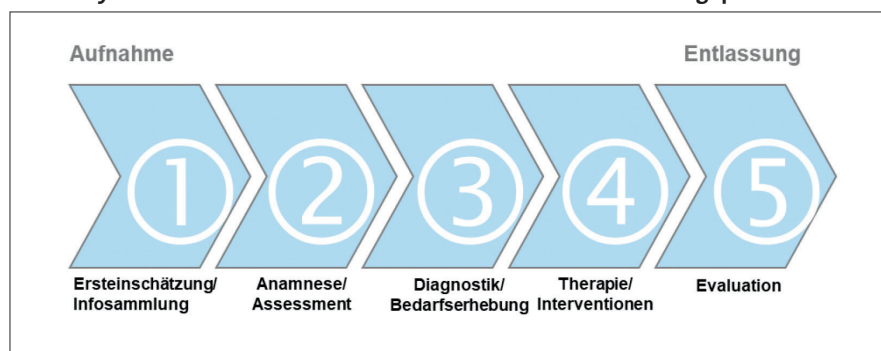 Aufnahme
Entlassung
1
2
3
4
5
Ersteinschätzung/
Infosammlung
Anamnese/
Assessment
Diagnostik/
Bedarfserhebung
Therapie/
Interventionen
Evaluation